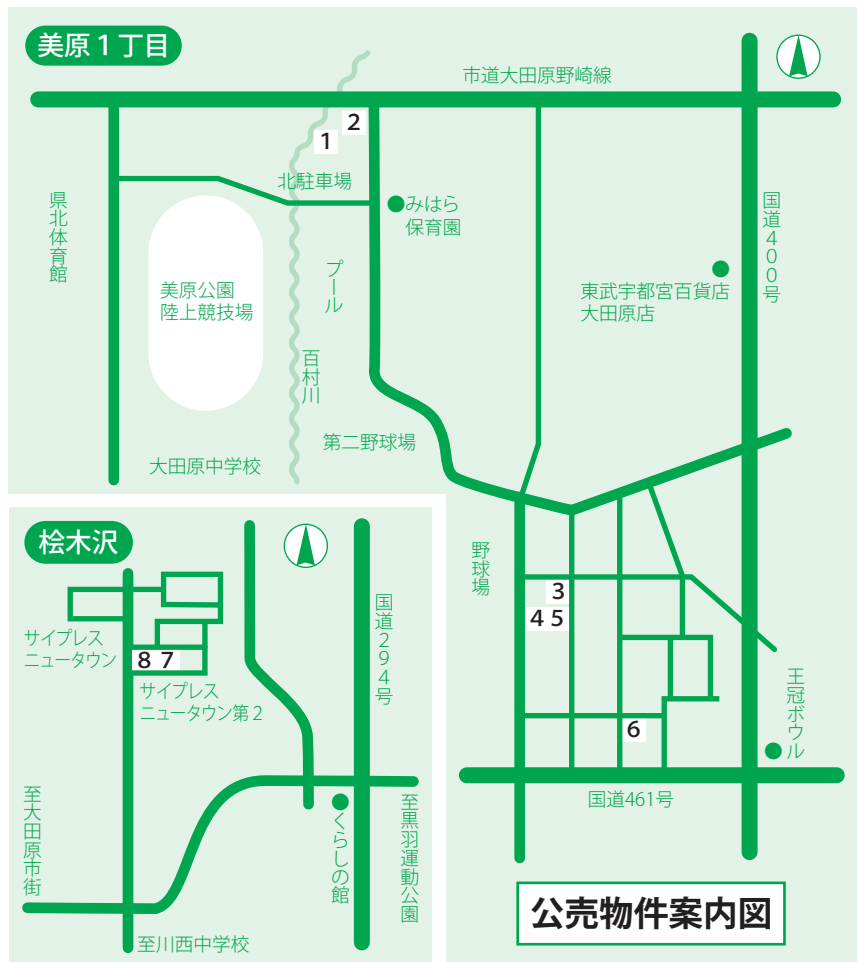 美原1丁目
市道大田原野崎線
2
1
北駐車場
みはら
保育園
県北体育館
国道400号
プール
東武宇都宮百貨店
大田原店
美原公園
陸上競技場
百村川
第二野球場
大田原中学校
野球場
3
4 5
6
王冠ボウル
国道461号
桧木沢
国道294号
サイプレス
ニュータウン
8 7
サイプレス
ニュータウン第2
至大田原市街
くらしの館
至黒羽運動公園
至川西中学校
公売物件案内図